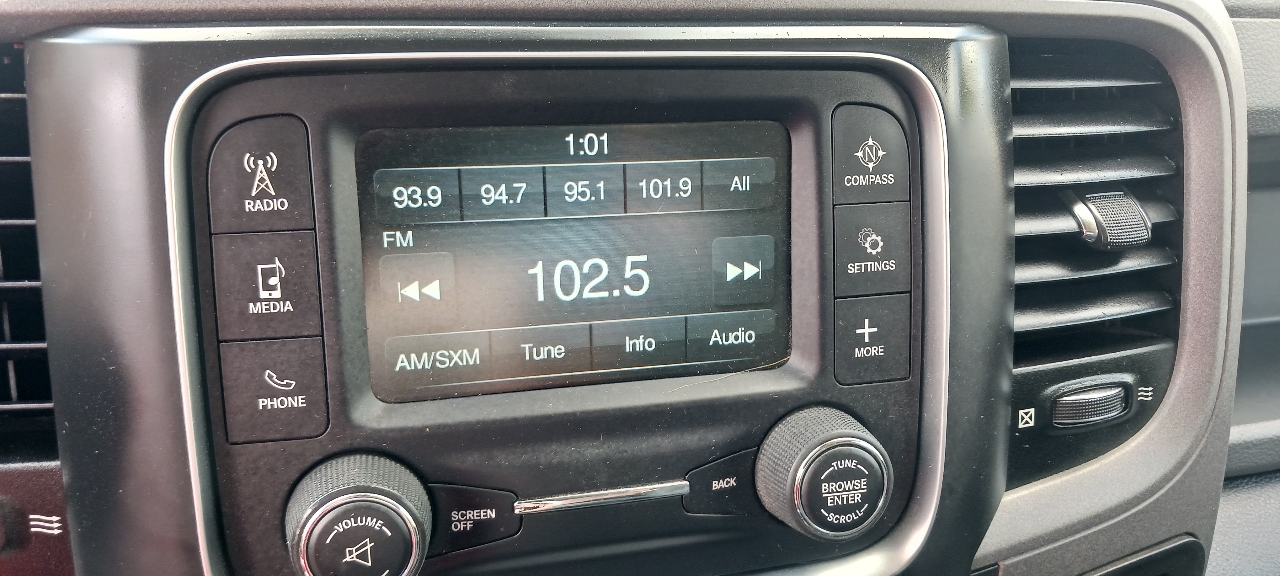 1:01
93.9 94.7 95.1 101.9 All
FM
102.5
AM/SXM Tune Info Audio
RADIO
MEDIA
PHONE
N
COMPASS
SETTINGS
MORE
VOLUME
SCREEN
OFF
BACK
TUNE
BROWSE
ENTER
SCROLL